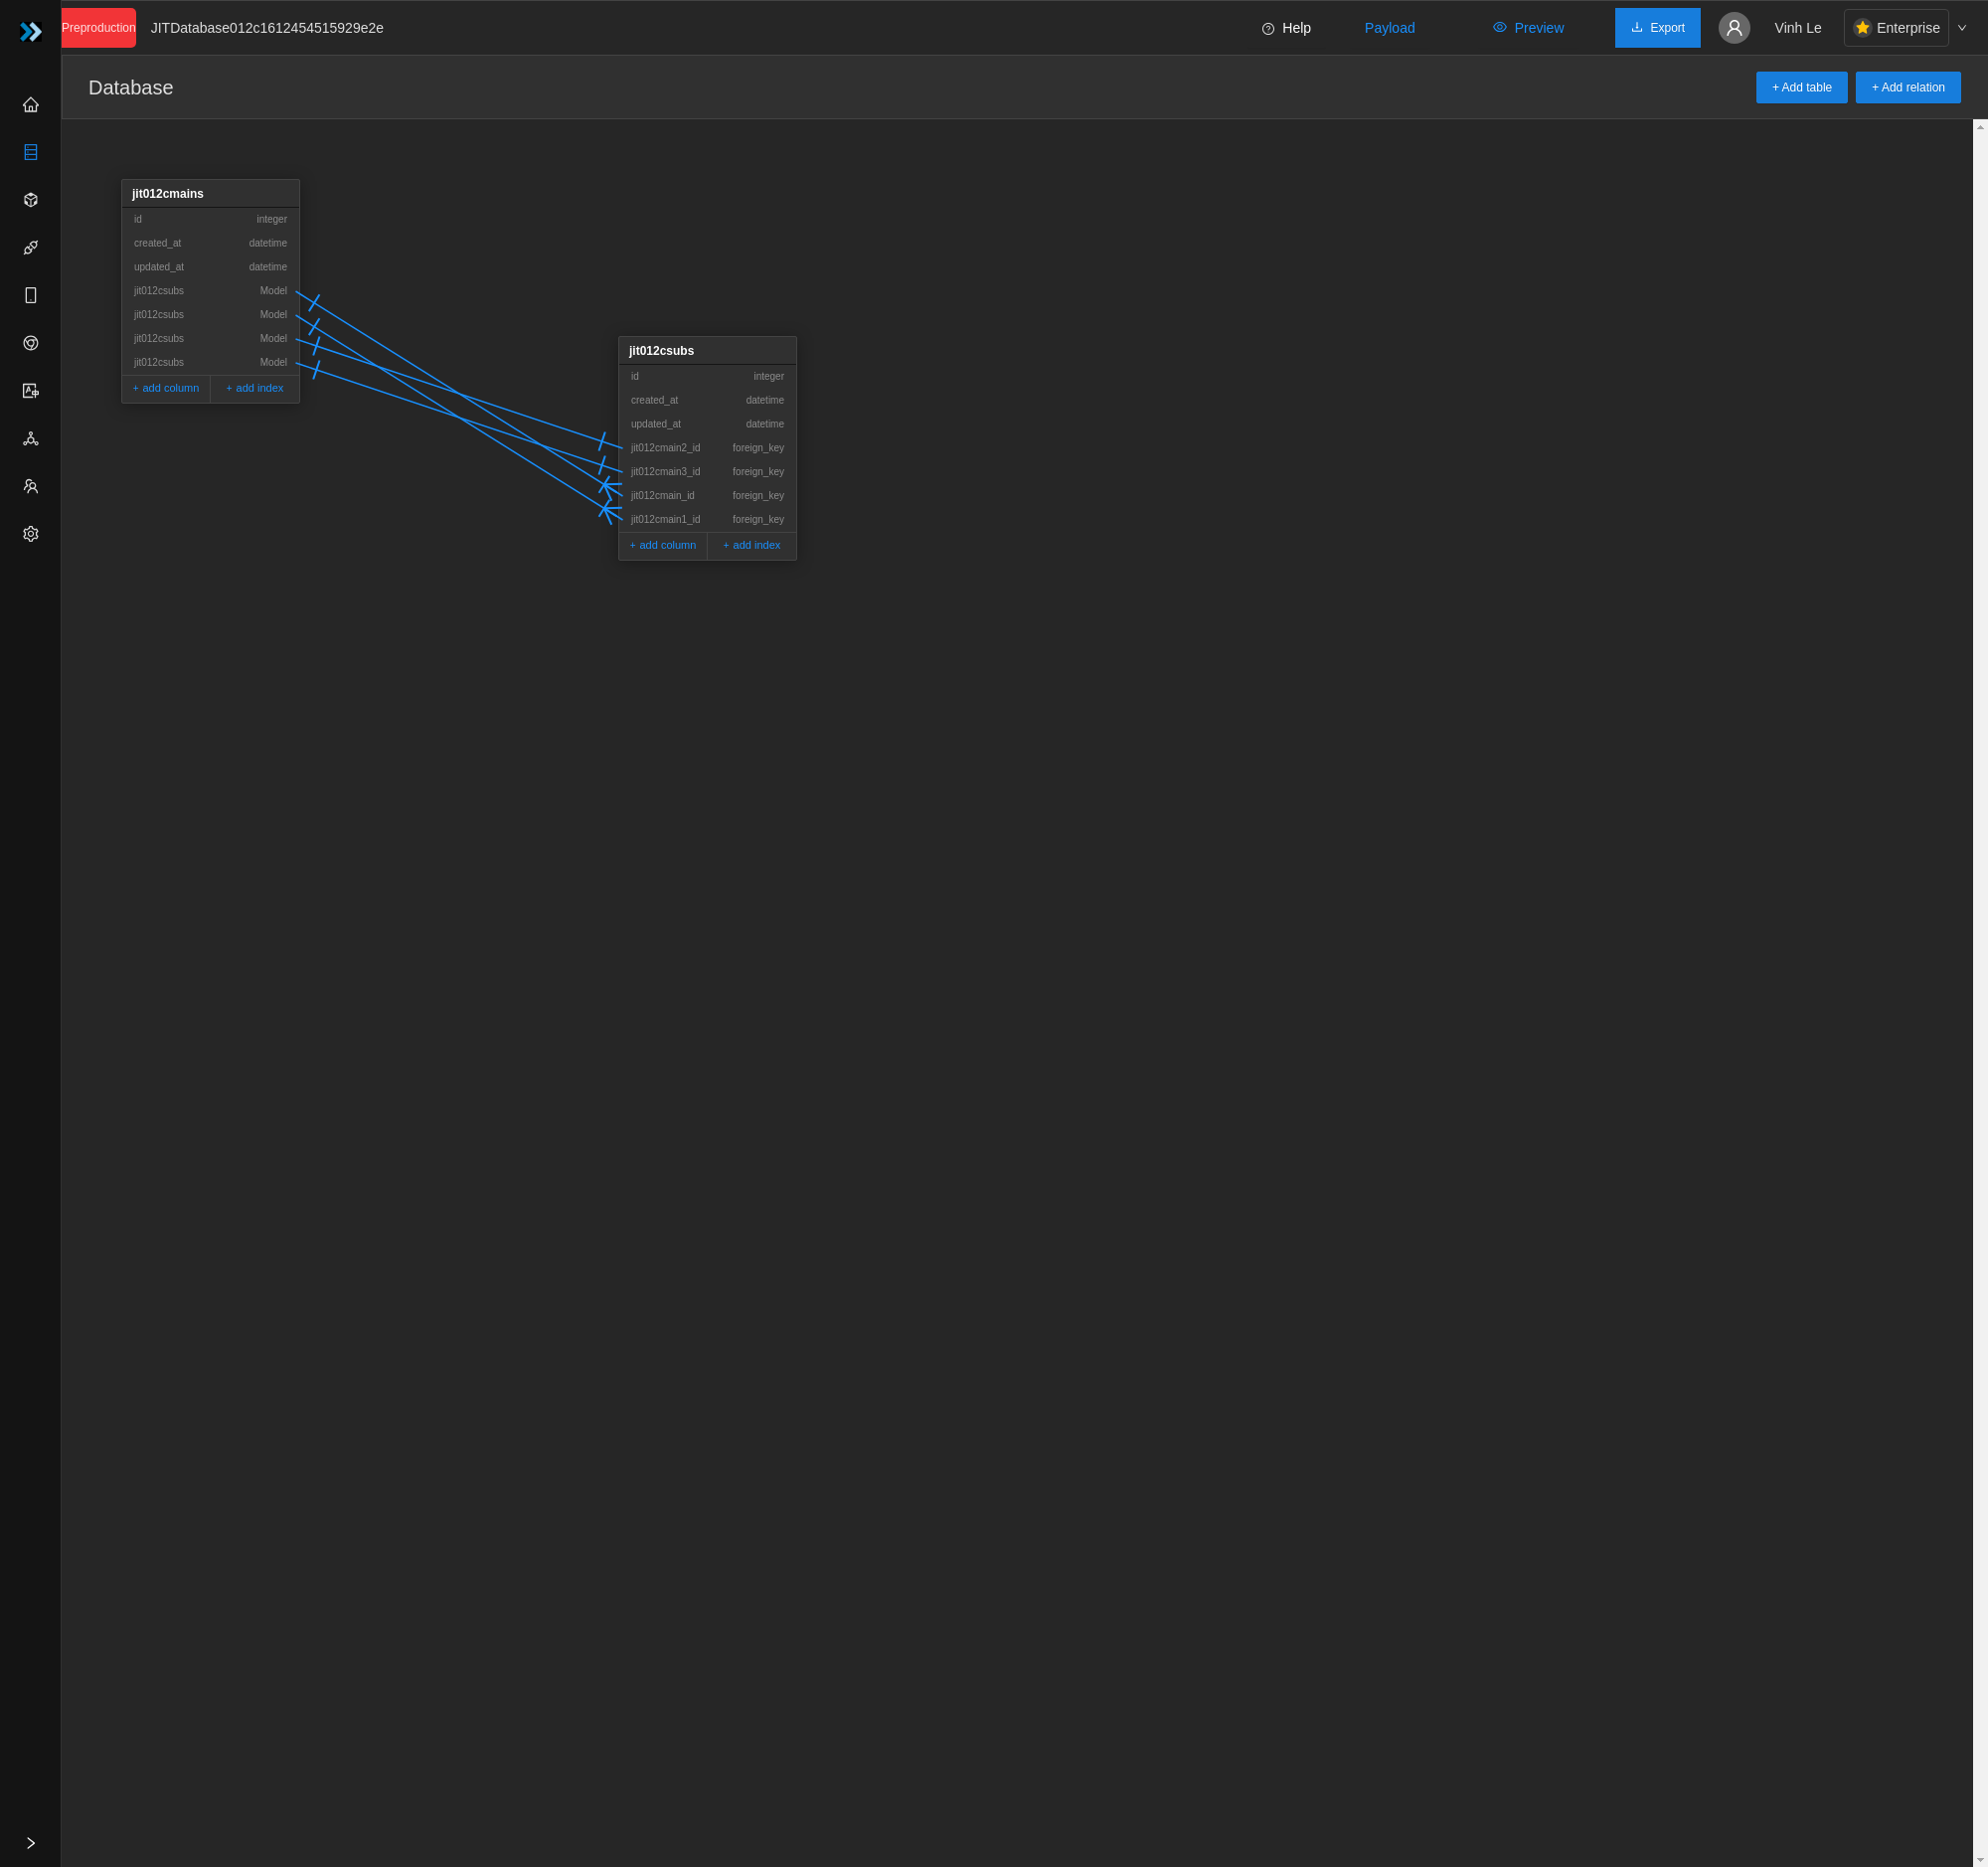 Preproduction JITDatabase012c1612454515929e2e Help Payload Preview Export Vinh Le Enterprise
Database + Add table + Add relation
jit012cmains
id integer
created_at datetime
updated_at datetime
jit012csubs Model
jit012csubs Model
jit012csubs Model
jit012csubs Model
+ add column + add index
jit012csubs
id integer
created_at datetime
updated_at datetime
jit012cmain2_id foreign_key
jit012cmain3_id foreign_key
jit012cmain_id foreign_key
jit012cmain1_id foreign_key
+ add column + add index